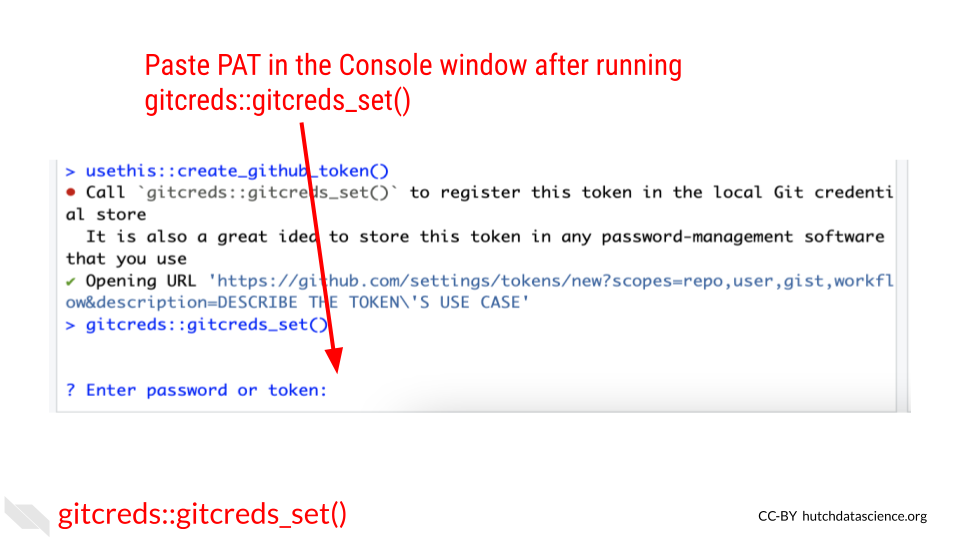 Paste PAT in the Console window after running
gitcreds::gitcreds_set()
> usethis::create_github_token()
• Call `gitcreds::gitcreds_set()` to register this token in the local Git credenti
al store
It is also a great idea to store this token in any password-management software
that you use
✔ Opening URL 'https://github.com/settings/tokens/new?scopes=repo,user,gist,workfl
ow&description=DESCRIBE THE TOKEN\'S USE CASE'
> gitcreds::gitcreds_set()
? Enter password or token:
gitcreds::gitcreds_set()
CC-BY hutchdatascience.org